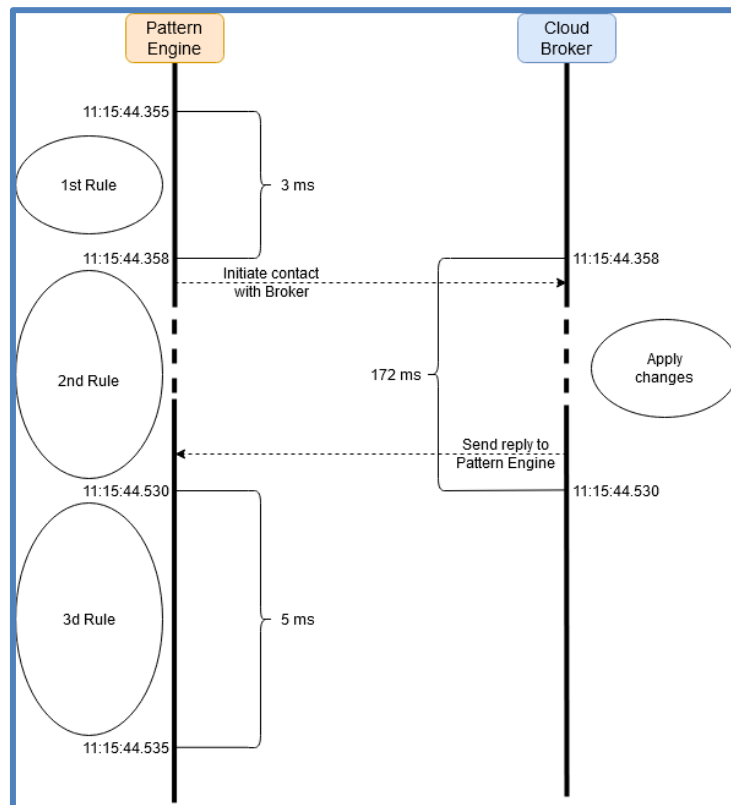 Pattern
Engine
Cloud
Broker
11:15:44.355
1st Rule
3 ms
11:15:44.358
11:15:44.358
Initiate contact
with Broker
2nd Rule
172 ms
Apply
changes
Send reply to
Pattern Engine
11:15:44.530
11:15:44.530
3d Rule
5 ms
11:15:44.535